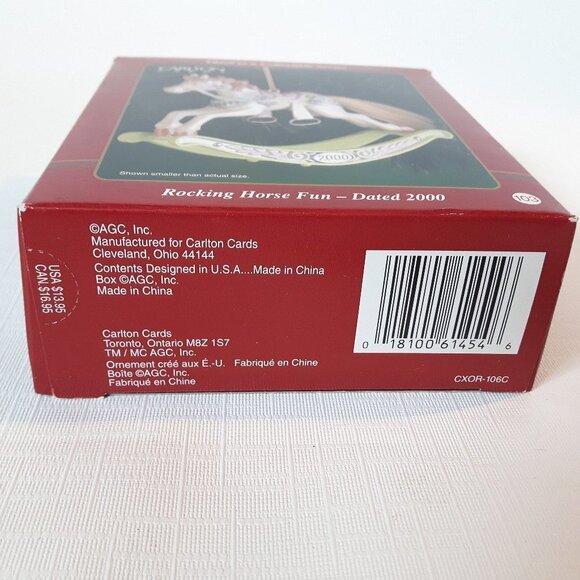 CARLTON
Shown smaller than actual size.
2000
Rocking Horse Fun – Dated 2000
103
USA $13.95
CAN. $16.95
©AGC, Inc.
Manufactured for Carlton Cards
Cleveland, Ohio 44144
Contents Designed in U.S.A....Made in China
Box ©AGC, Inc.
Made in China
Carlton Cards
Toronto, Ontario M8Z 1S7
TM / MC AGC, Inc.
Ornement créé aux É.-U. Fabriqué en Chine
Boîte ©AGC, Inc.
Fabriqué en Chine
0 18100 61454 6
CXOR-106C